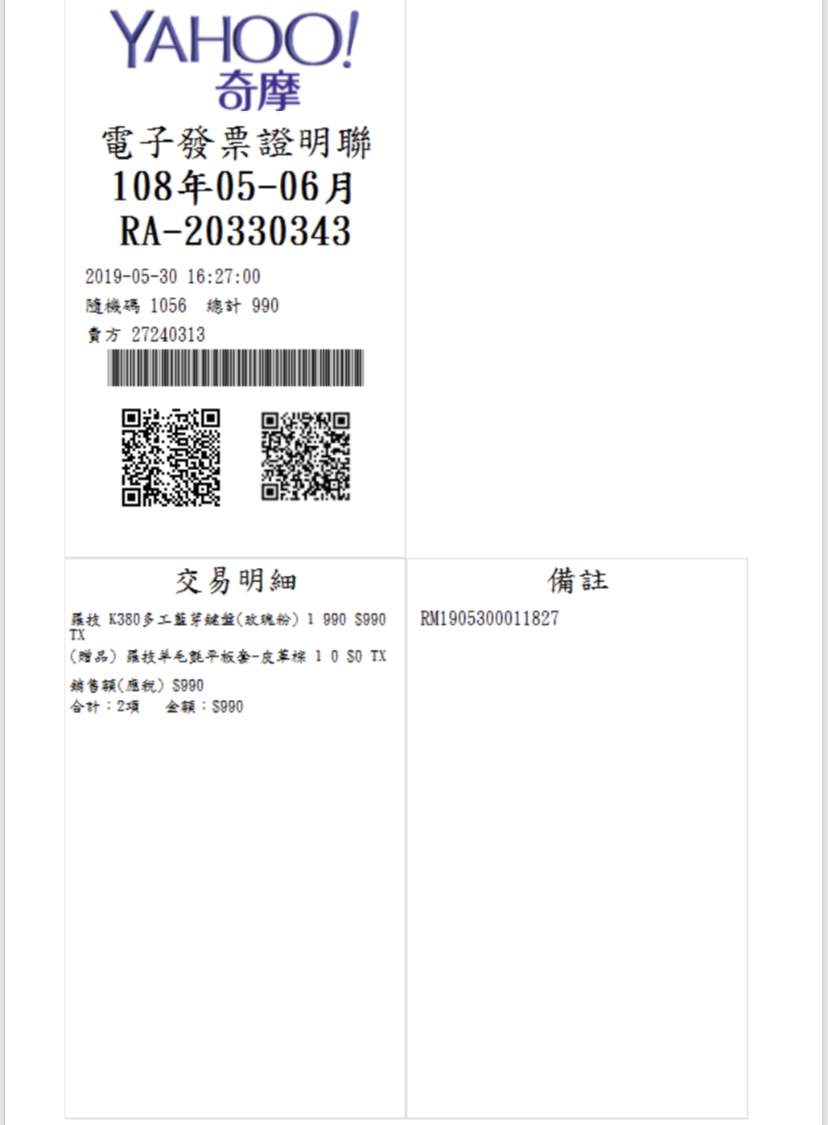 YAHOO!
奇摩
電子發票證明聯
108年05-06月
RA-20330343
2019-05-30 16:27:00
隨機碼 1056 總計 990
賣方 27240313
交易明細
羅技 K380多工藍芽鍵盤(玫瑰粉) 1 990 $990
TX
(贈品) 羅技羊毛氈平板套-皮革棕 1 0 $0 TX
銷售額(應稅) $990
合計：2項 金額：$990
備註
RM1905300011827